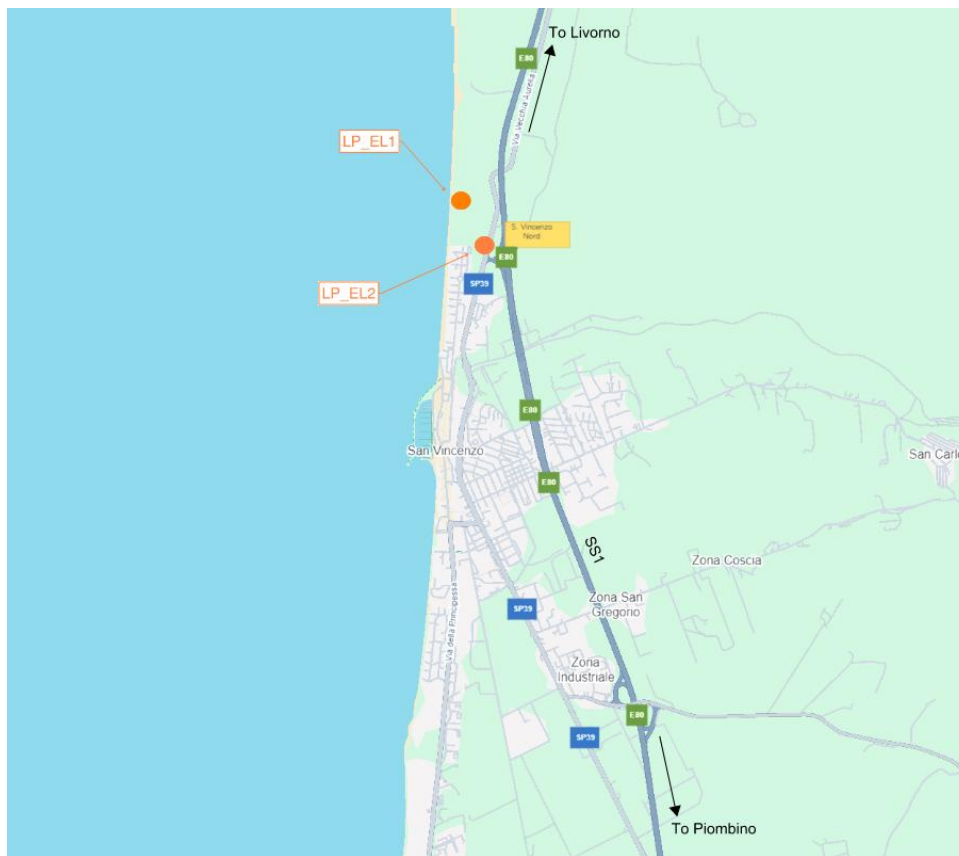 To Livorno
E80
Via Vecchia Aurelia
LP_EL1
S. Vincenzo
Nord
E80
LP_EL2
SP39
E80
San Vincenzo
San Carlo
E80
SS1
Zona Coscia
Zona San
Gregorio
SP39
Via della Principessa
Zona
Industriale
E80
SP39
To Piombino